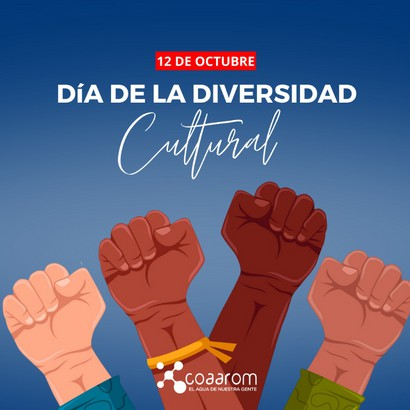 12 DE OCTUBRE
DÍA DE LA DIVERSIDAD
Cultural
coaarom
EL AGUA DE NUESTRA GENTE